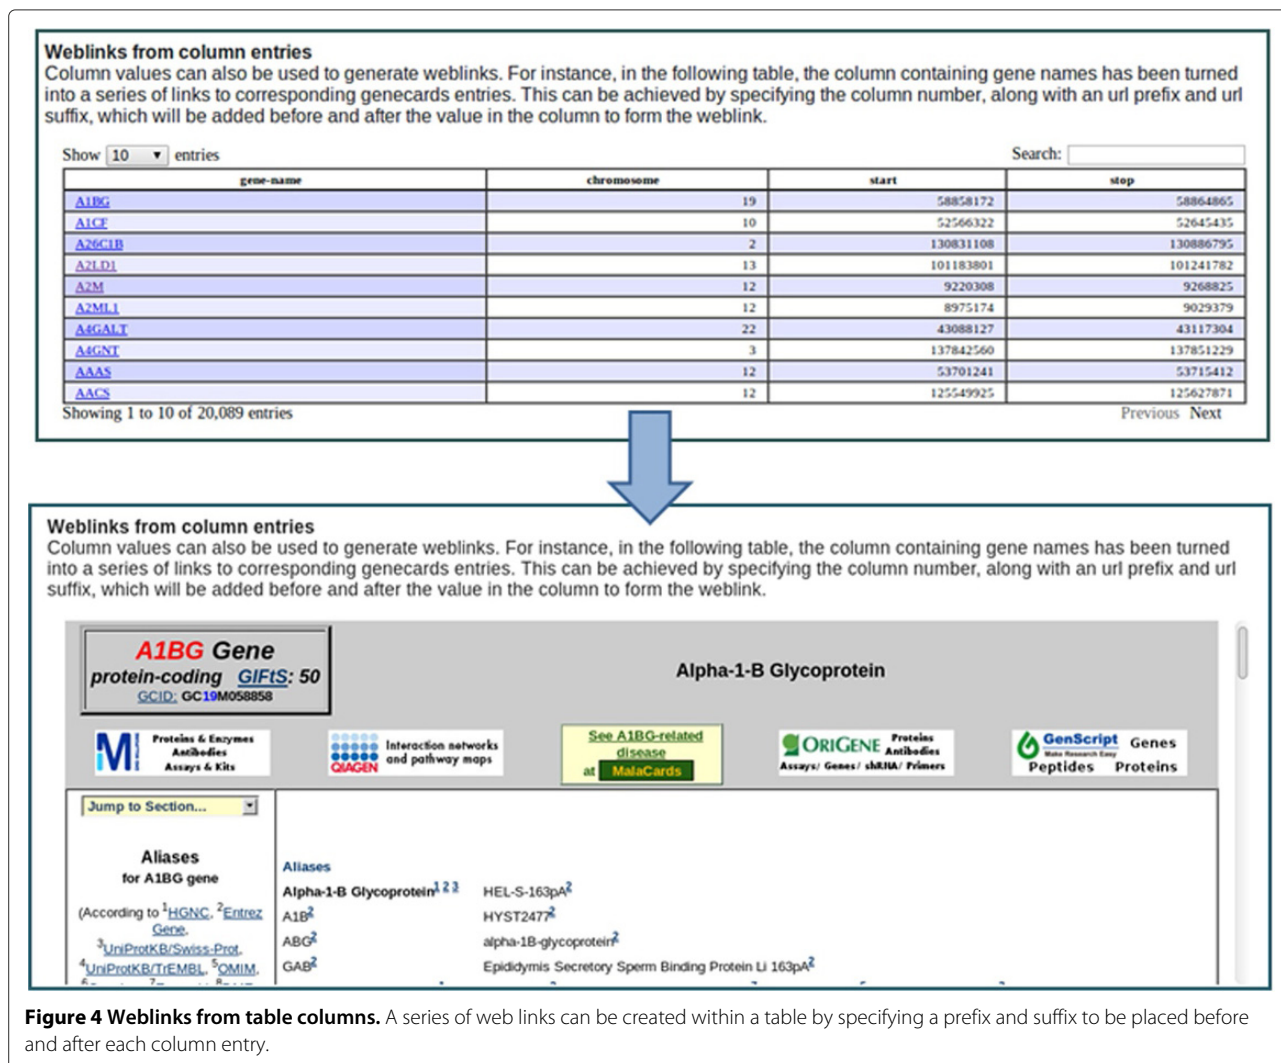 Weblinks from column entries
Column values can also be used to generate weblinks. For instance, in the following table, the column containing gene names has been turned
into a series of links to corresponding genecards entries. This can be achieved by specifying the column number, along with an url prefix and url
suffix, which will be added before and after the value in the column to form the weblink.
Show 10 entries Search:
gene-name chromosome start stop
A1BG 19 58858172 58864865
A1CF 10 52566322 52645435
A26C1B 2 130831108 130886795
A2LD1 13 101183801 101241782
A2M 12 9220308 9268825
A2ML1 12 8975174 9029379
A4GALT 22 43088127 43117304
A4GNT 3 137842560 137851229
AAAS 12 53701241 53715412
AACS 12 125549925 125627871
Showing 1 to 10 of 20,089 entries Previous Next
Weblinks from column entries
Column values can also be used to generate weblinks. For instance, in the following table, the column containing gene names has been turned
into a series of links to corresponding genecards entries. This can be achieved by specifying the column number, along with an url prefix and url
suffix, which will be added before and after the value in the column to form the weblink.
A1BG Gene
protein-coding GIFtS: 50
GCID: GC19M058858
Alpha-1-B Glycoprotein
Proteins & Enzymes
Antibodies
Assays & Kits
QIAGEN
Interaction networks
and pathway maps
See A1BG-related
disease
at MalaCards
ORIGENE Proteins
Antibodies
Assays/ Genes/ shRNA/ Primers
GenScript Genes
Make Research Easy
Peptides Proteins
Jump to Section...
Aliases
for A1BG gene
(According to 1HGNC, 2Entrez
Gene,
3UniProtKB/Swiss-Prot,
4UniProtKB/TrEMBL, 5OMIM,
Aliases
Alpha-1-B Glycoprotein1 2 3 HEL-S-163pA2
A1B2 HYST24772
ABG2 alpha-1B-glycoprotein2
GAB2 Epididymis Secretory Sperm Binding Protein Li 163pA2
Figure 4 Weblinks from table columns. A series of web links can be created within a table by specifying a prefix and suffix to be placed before
and after each column entry.